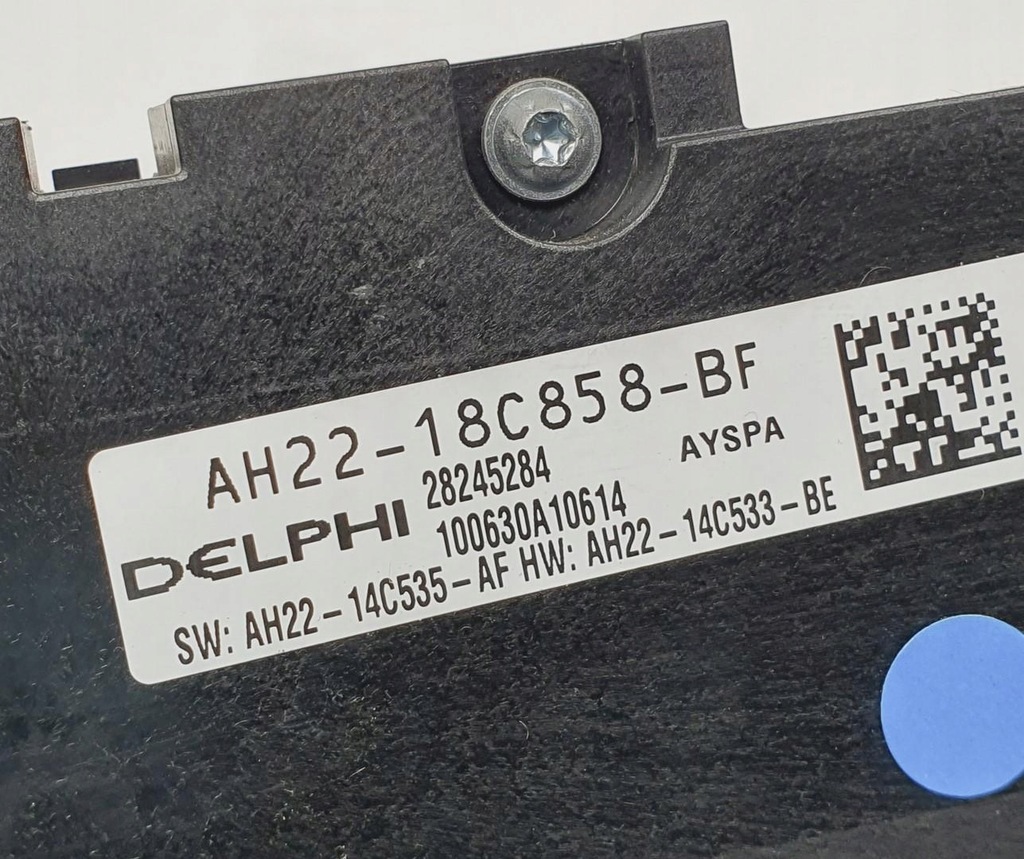 AH22-18C858-BF
28245284 AYSPA
DELPHI 100630A10614
SW: AH22-14C535-AF HW: AH22-14C533-BE